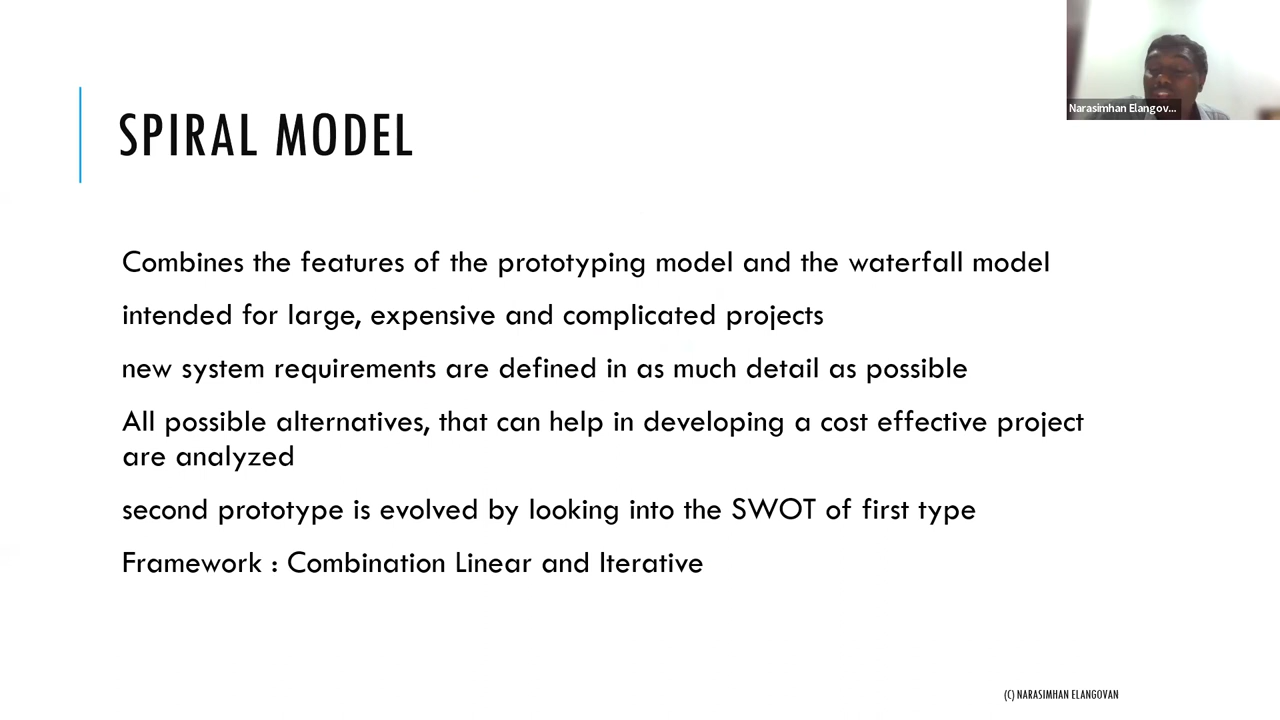 SPIRAL MODEL
Narasimhan Elangov...
Combines the features of the prototyping model and the waterfall model
intended for large, expensive and complicated projects
new system requirements are defined in as much detail as possible
All possible alternatives, that can help in developing a cost effective project
are analyzed
second prototype is evolved by looking into the SWOT of first type
Framework : Combination Linear and Iterative
(C) NARASIMHAN ELANGOVAN